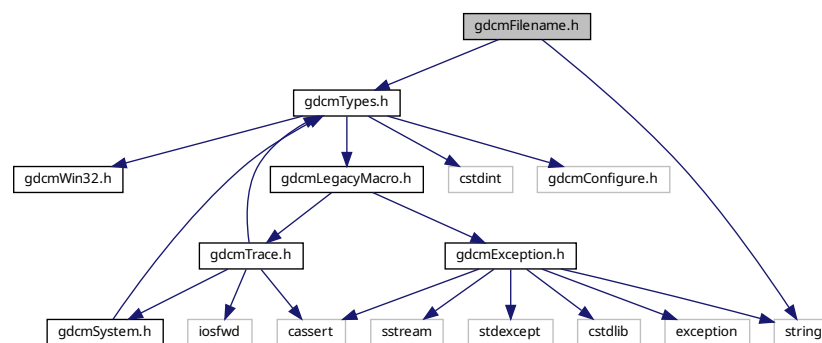 gdcmFilename.h
gdcmTypes.h
gdcmWin32.h
gdcmLegacyMacro.h
cstdint
gdcmConfigure.h
gdcmTrace.h
gdcmException.h
gdcmSystem.h
iosfwd
cassert
sstream
stdexcept
cstdlib
exception
string